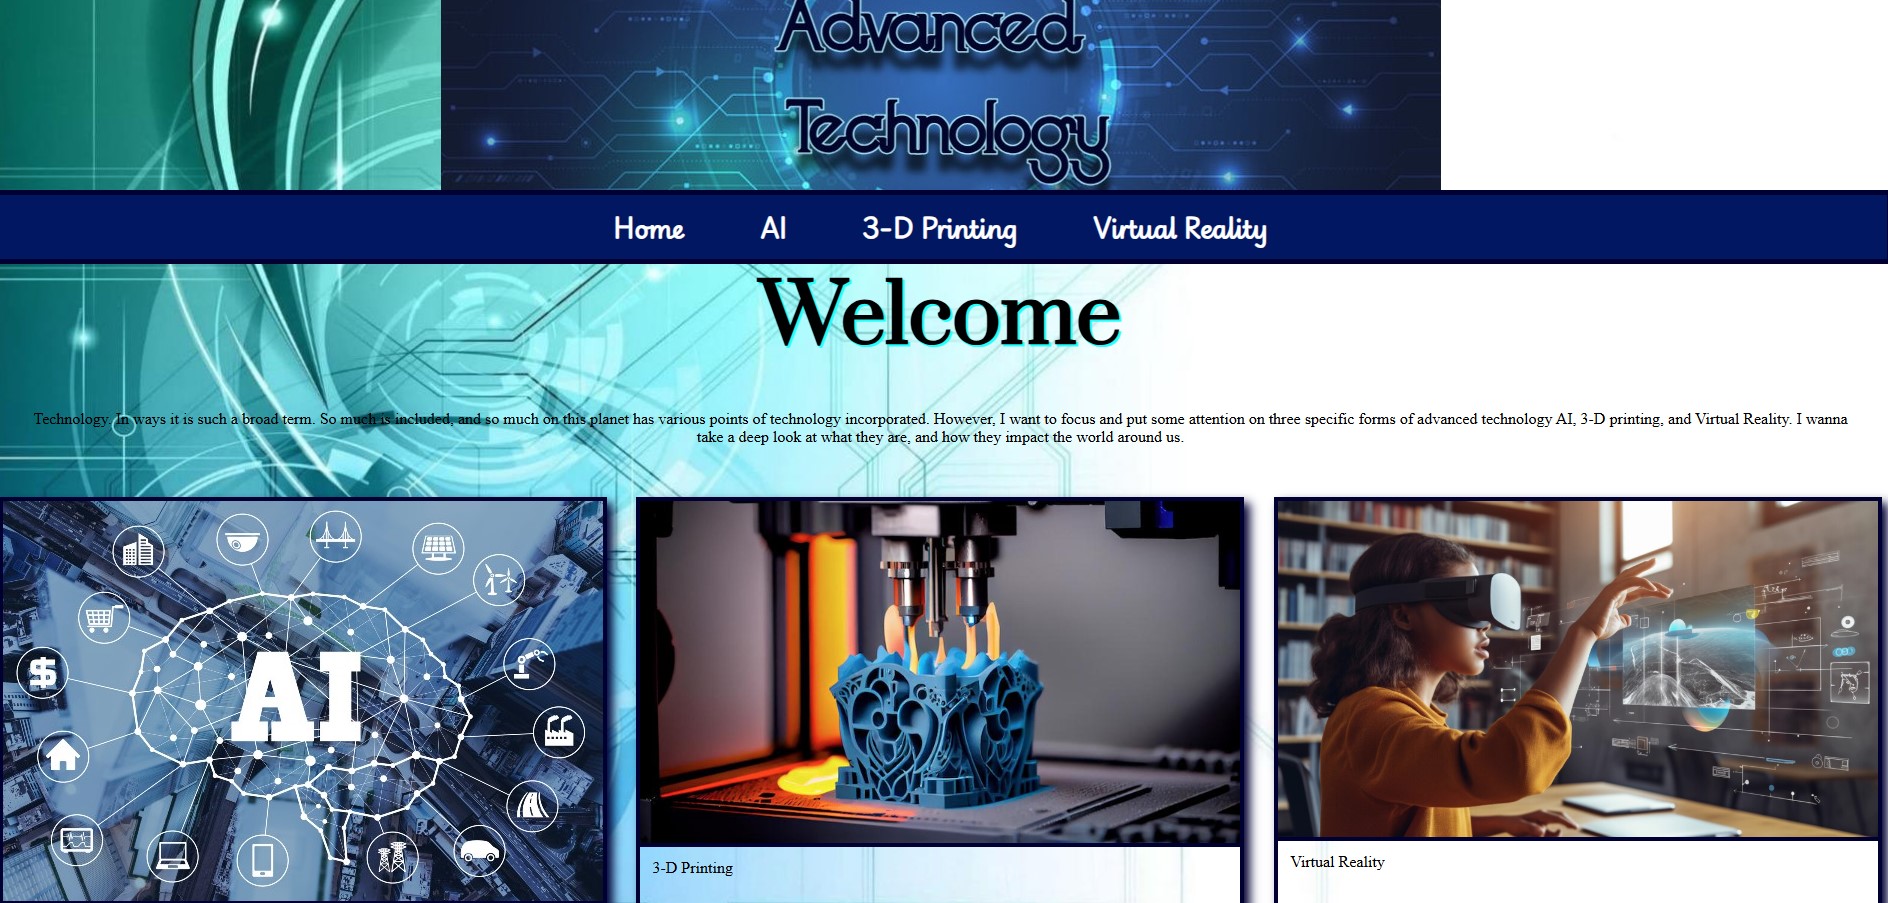 Advanced
Technology
Home
AI
3-D Printing
Virtual Reality
Welcome
Technology. In ways it is such a broad term. So much is included, and so much on this planet has various points of technology incorporated. However, I want to focus and put some attention on three specific forms of advanced technology AI, 3-D printing, and Virtual Reality. I wanna
take a deep look at what they are, and how they impact the world around us.
$
AI
3-D Printing
Virtual Reality